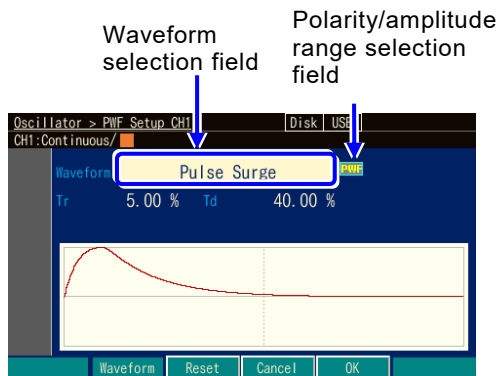 Waveform
selection field
Polarity/amplitude
range selection
field
Oscillator > PWF Setup CH1 Disk USB
CH1:Continuous/
Waveform Pulse Surge PWF
Tr 5.00 % Td 40.00 %
Waveform Reset Cancel OK